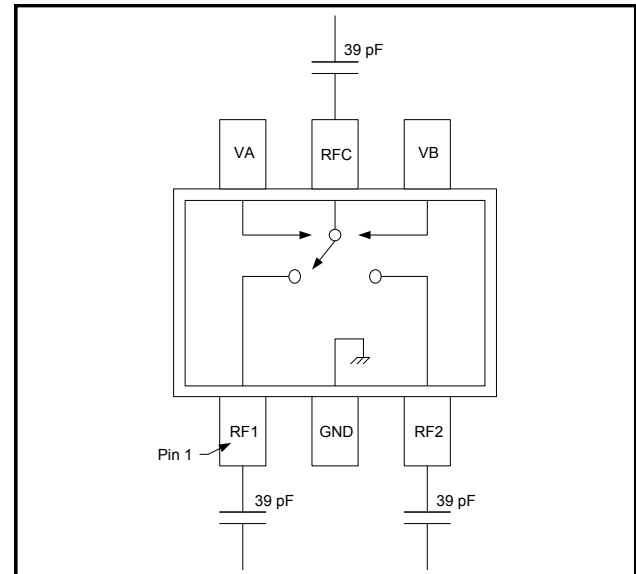 39 pF
VA
RFC
VB
RF1
GND
RF2
Pin 1
39 pF
39 pF